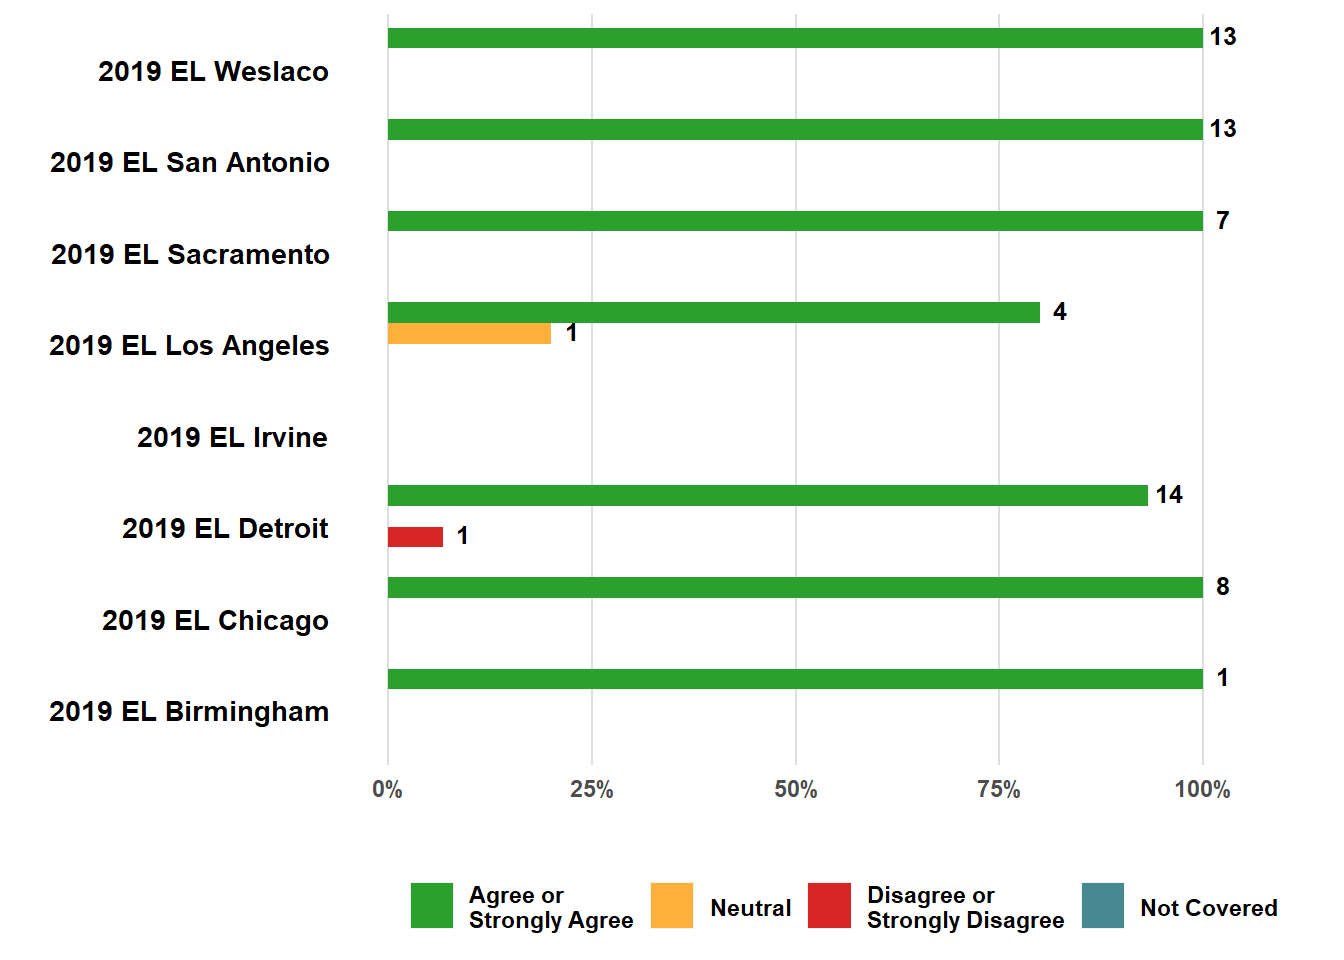 2019 EL Weslaco
13
2019 EL San Antonio
13
2019 EL Sacramento
7
2019 EL Los Angeles
4
1
2019 EL Irvine
2019 EL Detroit
14
1
2019 EL Chicago
8
2019 EL Birmingham
1
0% 25% 50% 75% 100%
Agree or
Strongly Agree
Neutral
Disagree or
Strongly Disagree
Not Covered